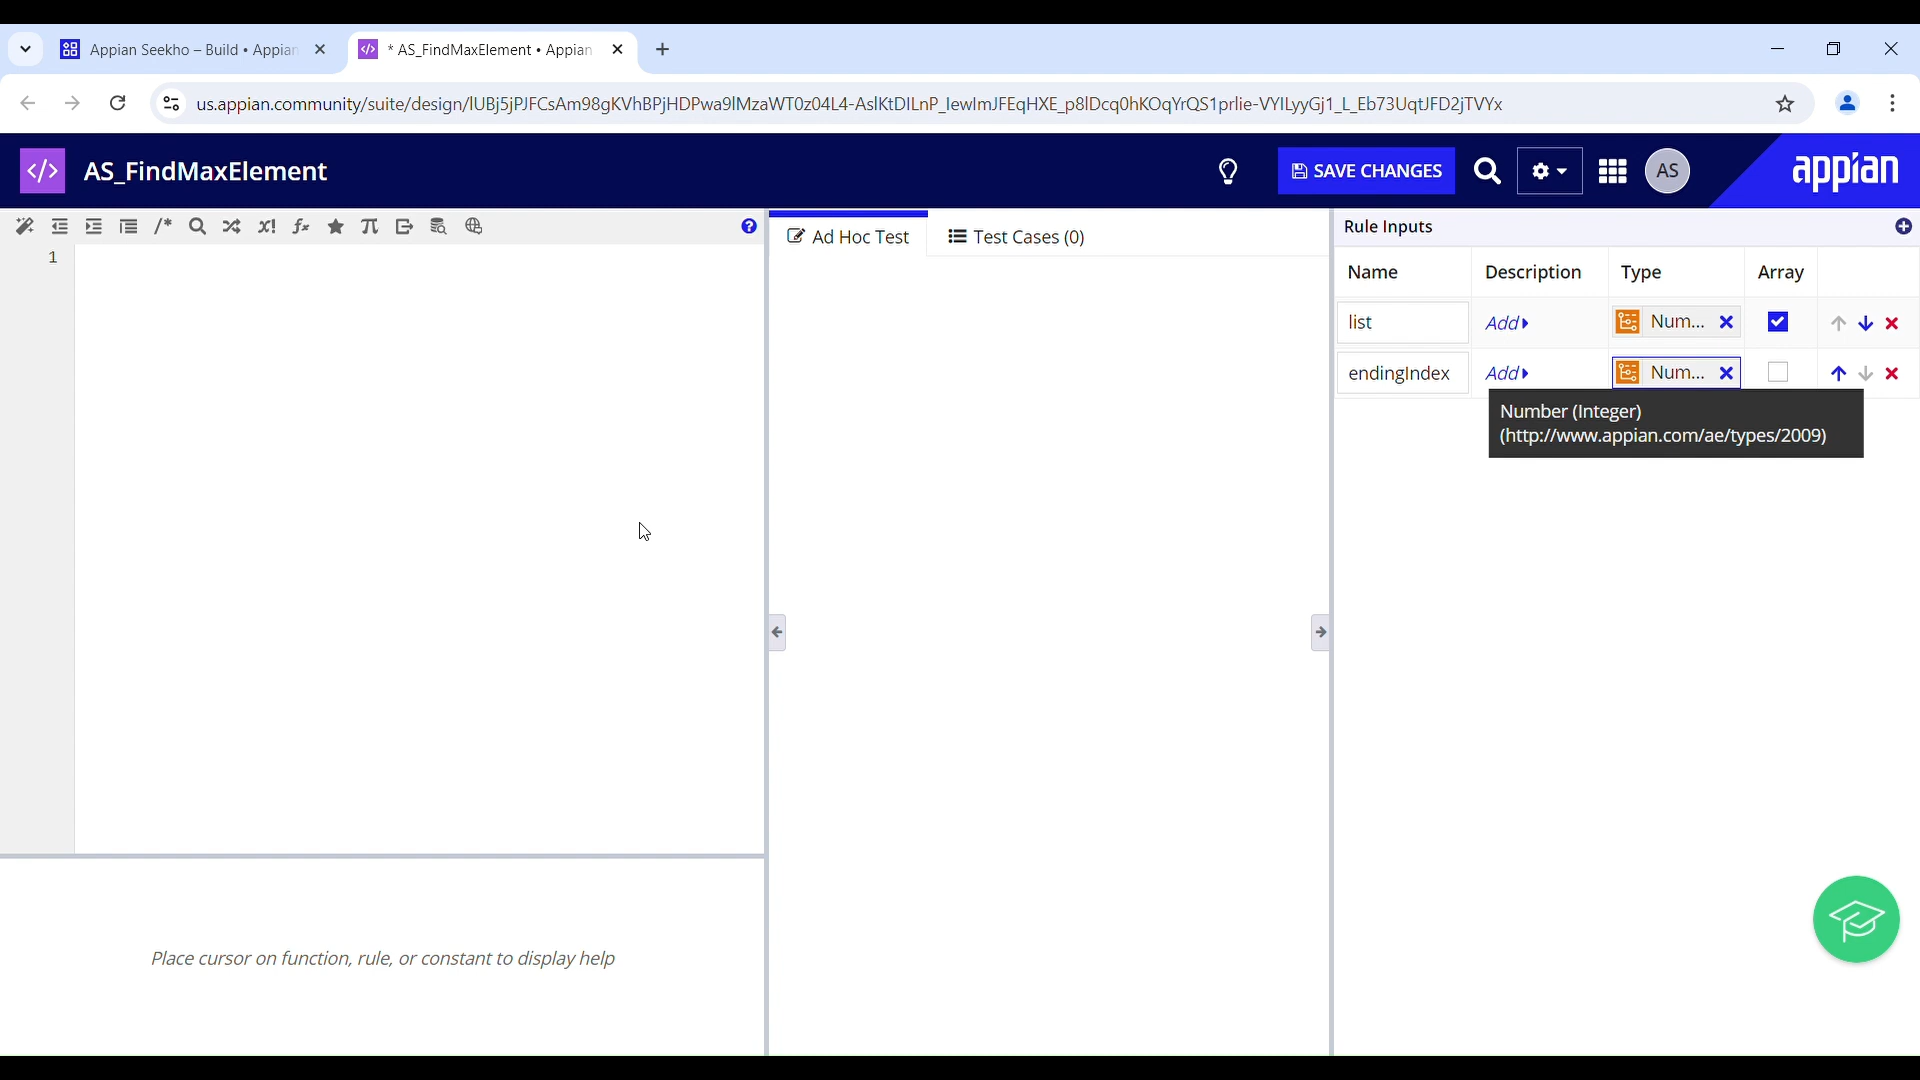 Appian Seekho – Build • Appian
* AS_FindMaxElement • Appian
us.appian.community/suite/design/lUBj5jPJFCsAm98gKVhBPjHDPwa9lMzaWT0z04L4-AslKtDILnP_lewlmJFEqHXE_p8lDcq0hKOqYrQS1prlie-VYILyyGj1_L_Eb73UqtJFD2jTVYx
</> AS_FindMaxElement
SAVE CHANGES
AS
appian
Ad Hoc Test
Test Cases (0)
Rule Inputs
1
Name Description Type Array
list Add Num...
endingIndex Add Num...
Number (Integer)
(http://www.appian.com/ae/types/2009)
Place cursor on function, rule, or constant to display help